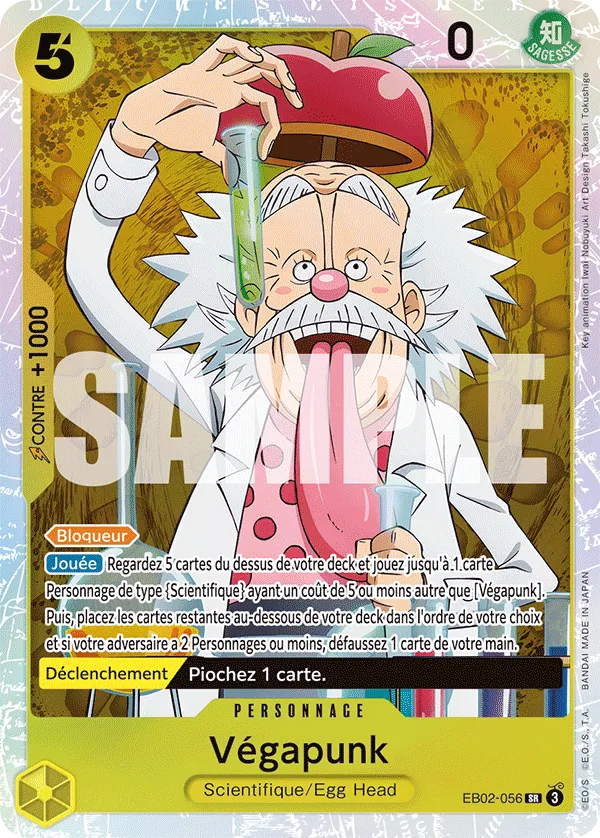 5
0
知
SAGESSE
Key animation Iwai Nobuyuki Art Design Takashi Tokushige
CONTRE +1000
SAMPLE
Bloqueur
Jouée Regardez 5 cartes du dessus de votre deck et jouez jusqu'à 1 carte
Personnage de type {Scientifique} ayant un coût de 5 ou moins autre que [Végapunk].
Puis, placez les cartes restantes au-dessous de votre deck dans l'ordre de votre choix
et si votre adversaire a 2 Personnages ou moins, défaussez 1 carte de votre main.
Déclenchement Piochez 1 carte.
PERSONNAGE
Végapunk
Scientifique/Egg Head
EB02-056 SR 3
©EO/S ©E.O./S., T.A. BANDAI MADE IN JAPAN